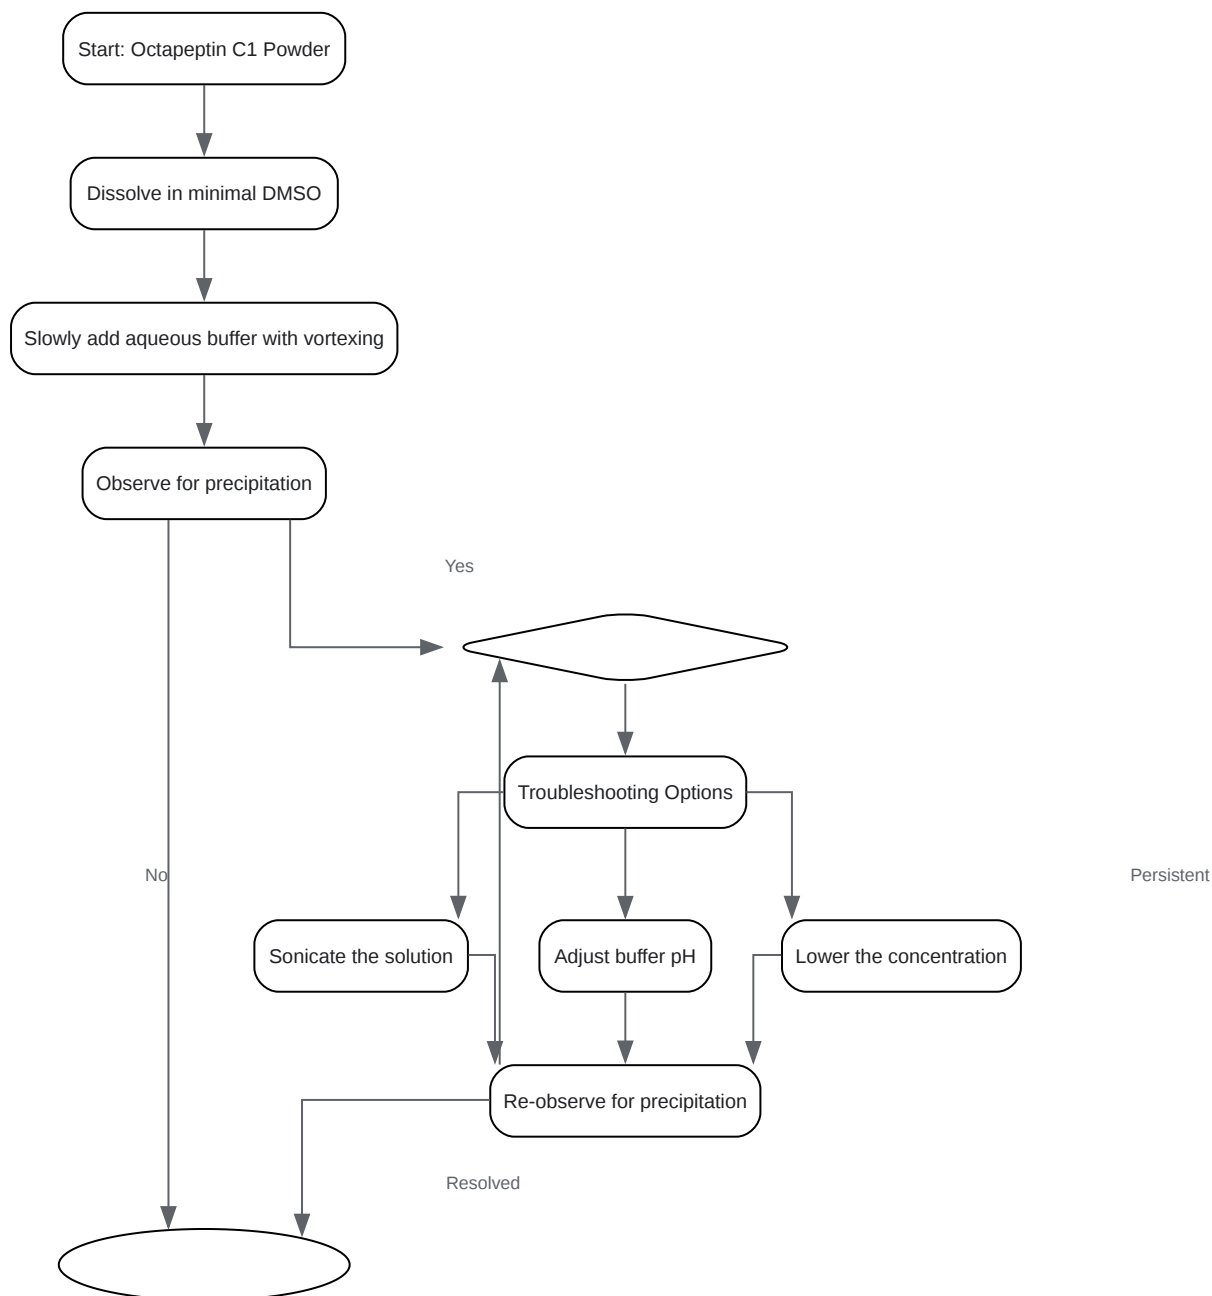 Start: Octapeptin C1 Powder
Dissolve in minimal DMSO
Slowly add aqueous buffer with vortexing
Observe for precipitation
Yes
Troubleshooting Options
No
Persistent
Sonicate the solution
Adjust buffer pH
Lower the concentration
Re-observe for precipitation
Resolved